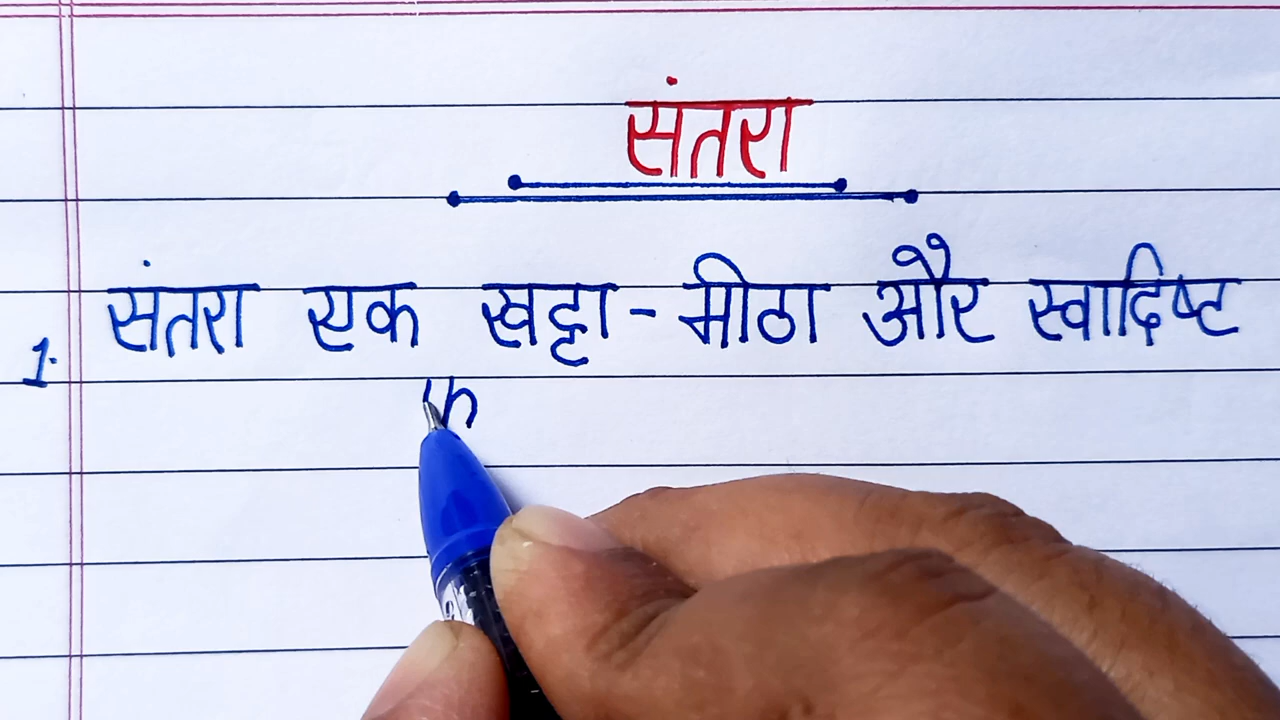 संतरा
1. संतरा एक खट्टा-मीठा और स्वादिष्ट